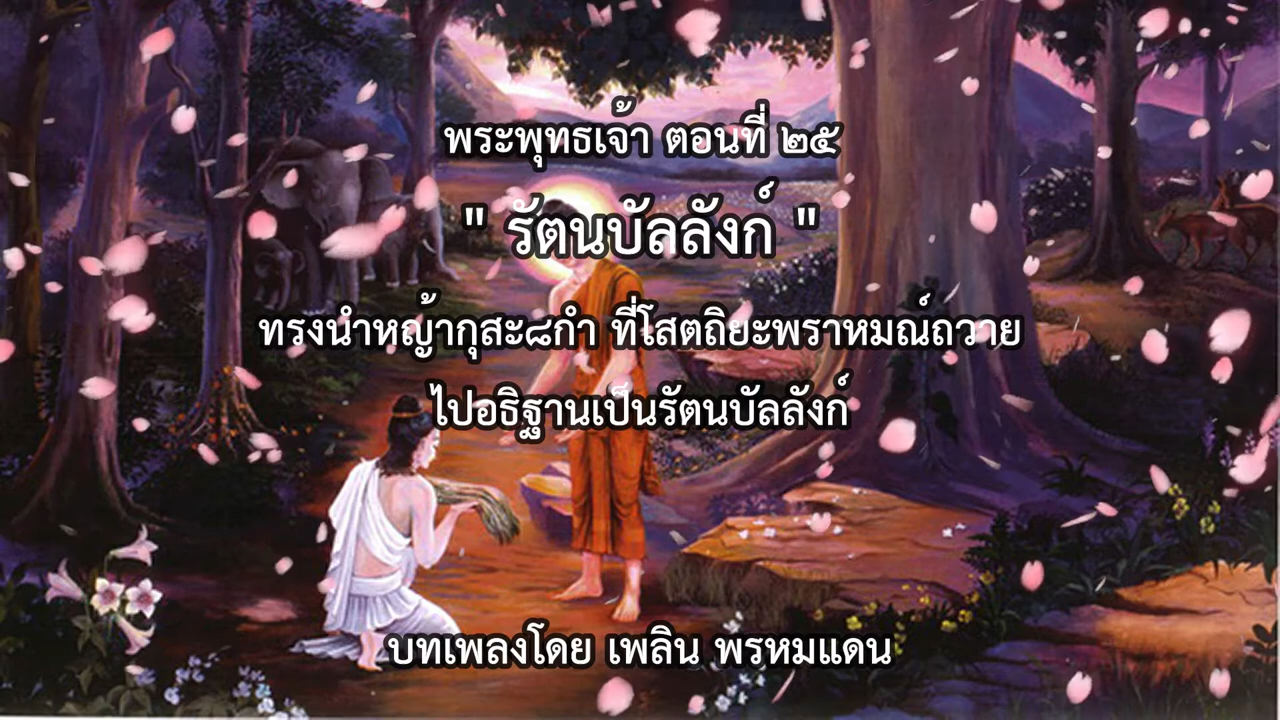 พระพุทธเจ้า ตอนที่ ๒๕
" รัตนบัลลังก์ "
ทรงนำหญ้ากุสะ๘กำ ที่โสตถิยะพราหมณ์ถวาย
ไปอธิฐานเป็นรัตนบัลลังก์
บทเพลงโดย เพลิน พรหมแดน